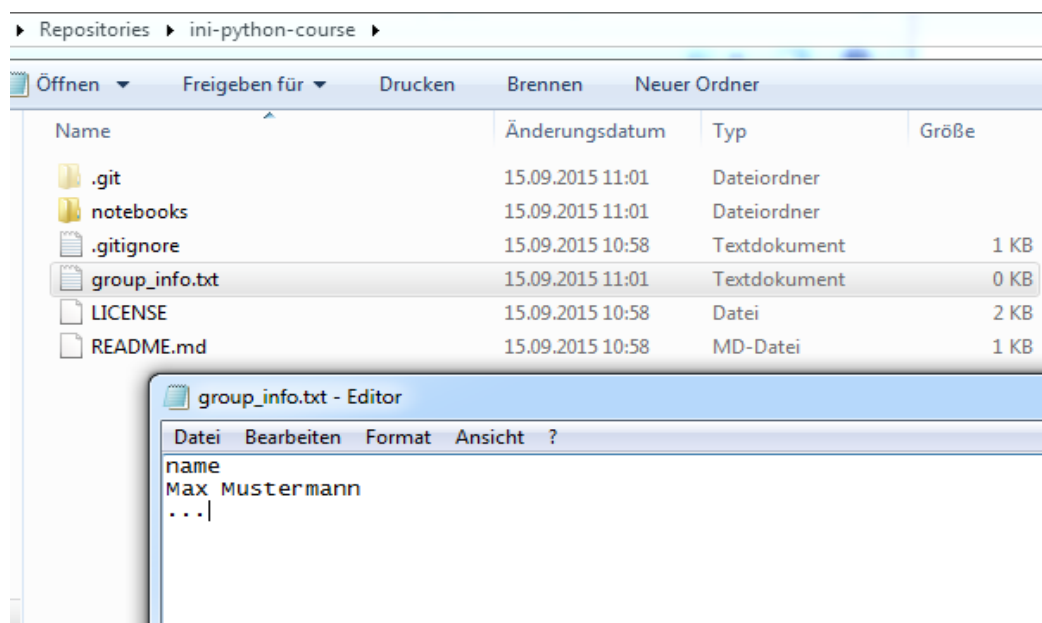 Repositories ▸ ini-python-course ▸
Öffnen Freigeben für Drucken Brennen Neuer Ordner
Name Änderungsdatum Typ Größe
.git 15.09.2015 11:01 Dateiordner
notebooks 15.09.2015 11:01 Dateiordner
.gitignore 15.09.2015 10:58 Textdokument 1 KB
group_info.txt 15.09.2015 11:01 Textdokument 0 KB
LICENSE 15.09.2015 10:58 Datei 2 KB
README.md 15.09.2015 10:58 MD-Datei 1 KB
group_info.txt - Editor
Datei Bearbeiten Format Ansicht ?
name
Max Mustermann
...